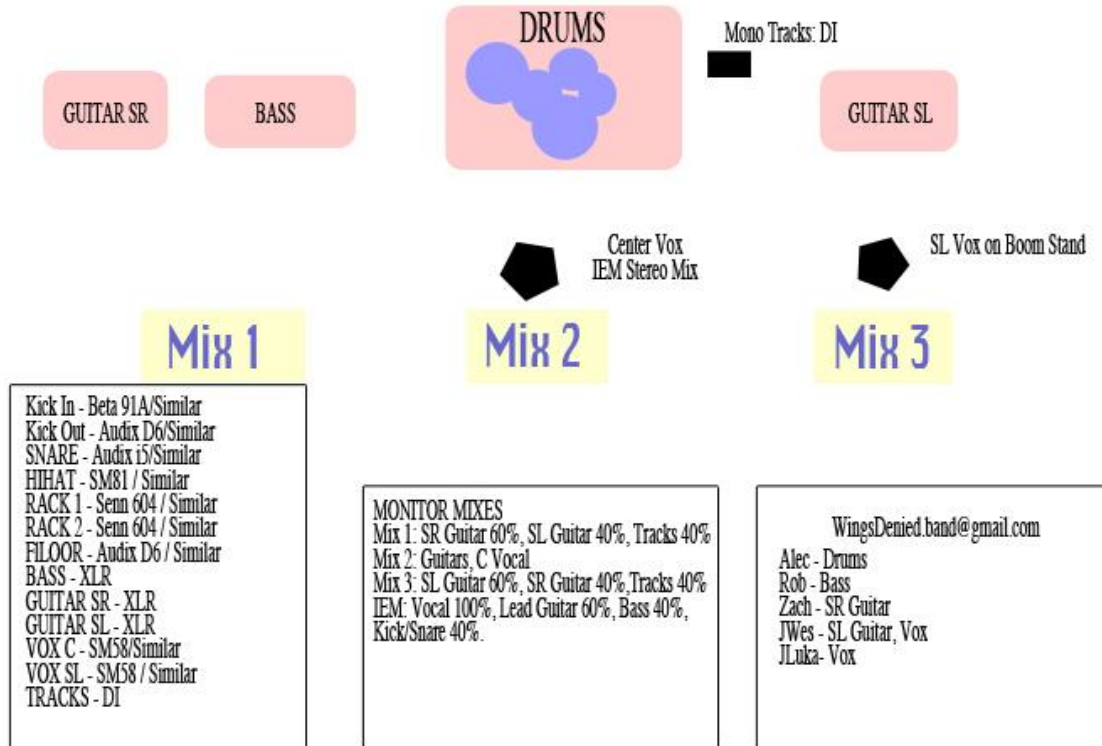 DRUMS
Mono Tracks: DI
GUITAR SR
BASS
GUITAR SL
Center Vox
IEM Stereo Mix
SL Vox on Boom Stand
Mix 1
Mix 2
Mix 3
Kick In - Beta 91A/Similar
Kick Out - Audix D6/Similar
SNARE - Audix i5/Similar
HIHAT - SM81 / Similar
RACK 1 - Senn 604 / Similar
RACK 2 - Senn 604 / Similar
FILOOR - Audix D6 / Similar
BASS - XLR
GUITAR SR - XLR
GUITAR SL - XLR
VOX C - SM58/Similar
VOX SL - SM58 / Similar
TRACKS - DI
MONITOR MIXES
Mix 1: SR Guitar 60%, SL Guitar 40%, Tracks 40%
Mix 2: Guitars, C Vocal
Mix 3: SL Guitar 60%, SR Guitar 40%,Tracks 40%
IEM: Vocal 100%, Lead Guitar 60%, Bass 40%,
Kick/Snare 40%.
WingsDenied.band@gmail.com
Alec - Drums
Rob - Bass
Zach - SR Guitar
JWes - SL Guitar, Vox
JLuka- Vox